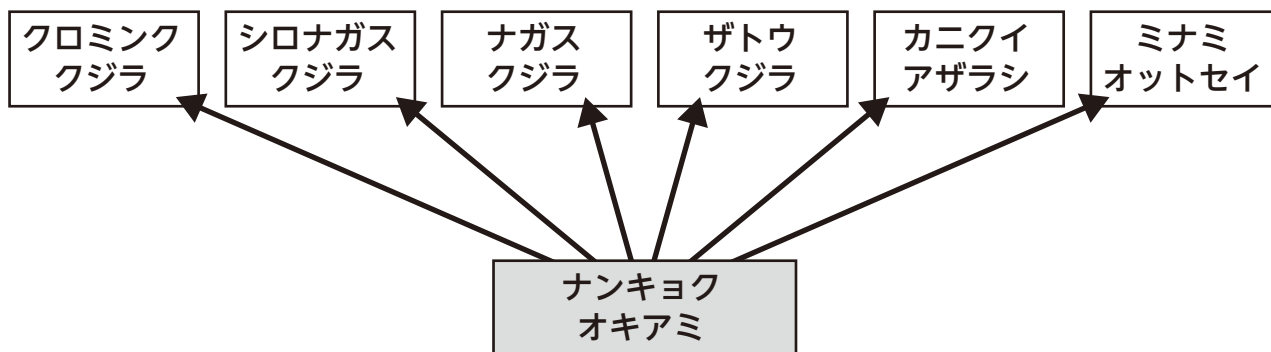 クロミンク
クジラ
シロナガス
クジラ
ナガス
クジラ
ザトウ
クジラ
カニクイ
アザラシ
ミナミ
オットセイ
ナンキョク
オキアミ